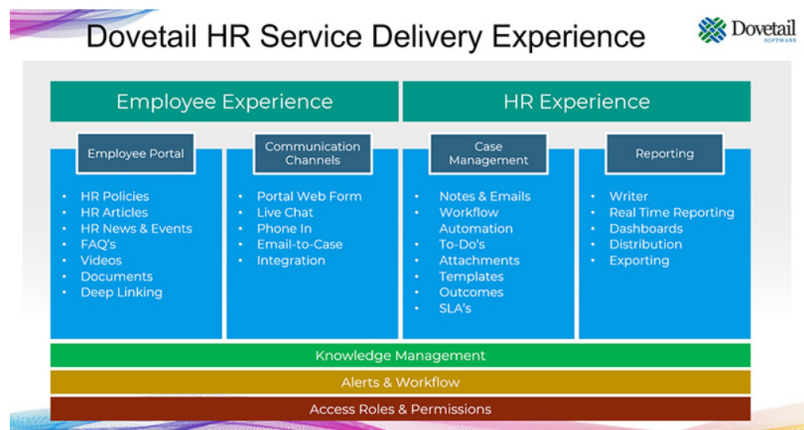 Dovetail HR Service Delivery Experience
Dovetail
SOFTWARE
Employee Experience
HR Experience
Employee Portal
• HR Policies
• HR Articles
• HR News & Events
• FAQ's
• Videos
• Documents
• Deep Linking
Communication
Channels
• Portal Web Form
• Live Chat
• Phone In
• Email-to-Case
• Integration
Case
Management
• Notes & Emails
• Workflow
Automation
• To-Do's
• Attachments
• Templates
• Outcomes
• SLA's
Reporting
• Writer
• Real Time Reporting
• Dashboards
• Distribution
• Exporting
Knowledge Management
Alerts & Workflow
Access Roles & Permissions